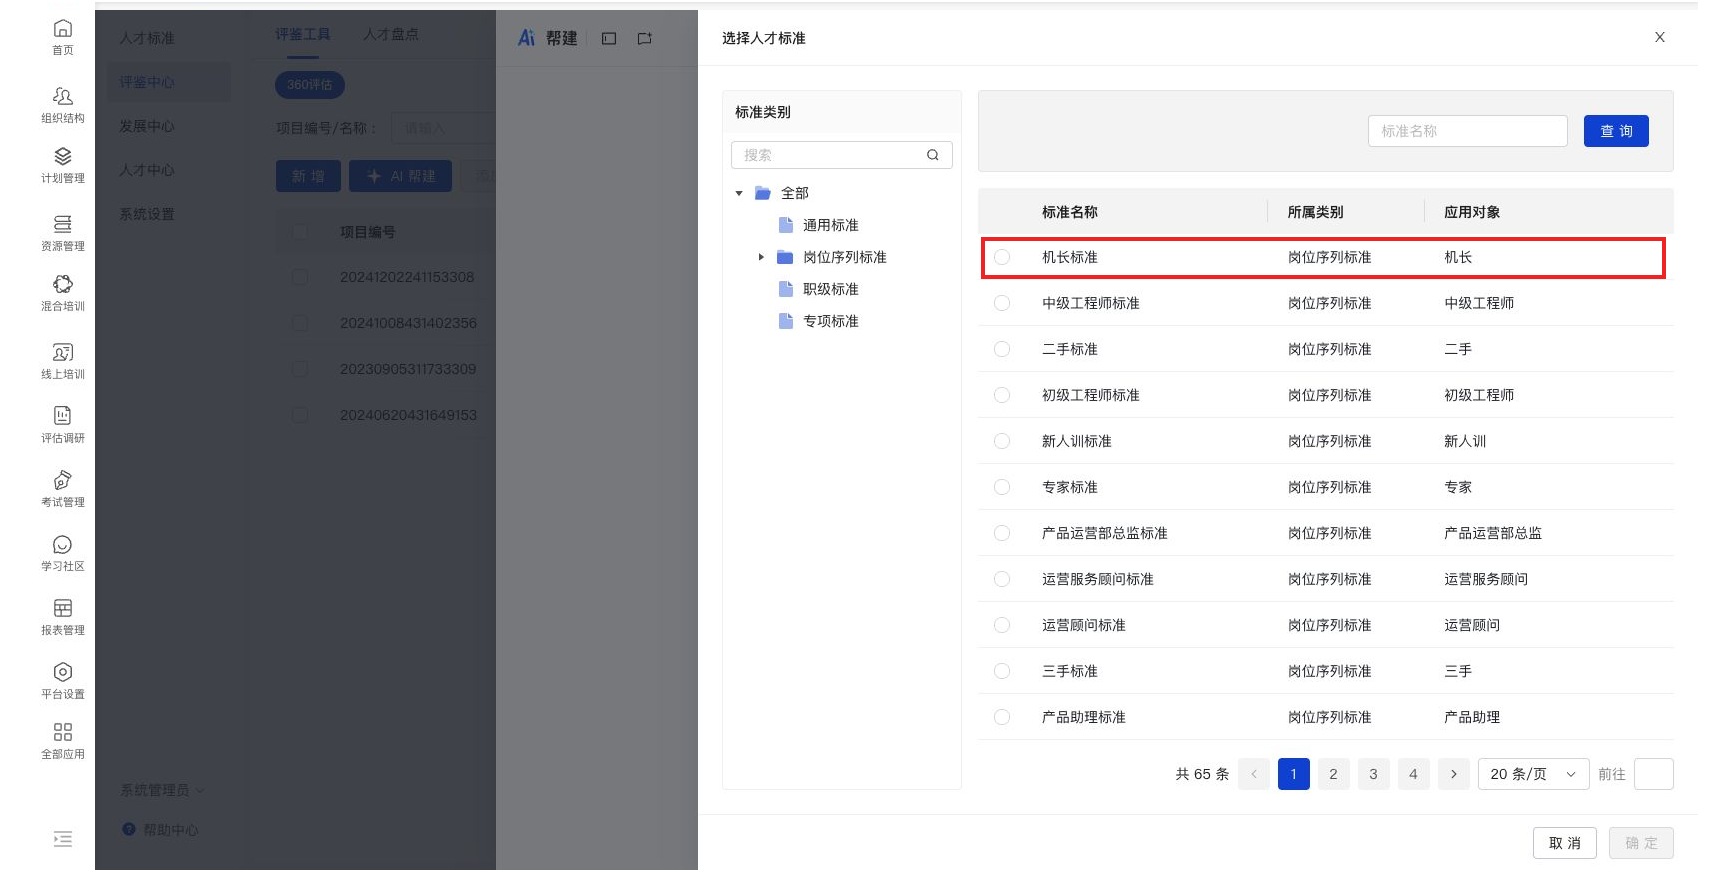 首页
组织结构
计划管理
资源管理
混合培训
线上培训
评估调研
考试管理
学习社区
报表管理
平台设置
全部应用
人才标准
评鉴中心
发展中心
人才中心
系统设置
系统管理员
帮助中心
评鉴工具 人才盘点
360评估
项目编号/名称： 请输入
新增 AI 帮建
项目编号
20241202241153308
20241008431402356
20230905311733309
20240620431649153
Ai 帮建
选择人才标准 X
标准类别
搜索
全部
通用标准
岗位序列标准
职级标准
专项标准
标准名称 查询
标准名称 所属类别 应用对象
机长标准 岗位序列标准 机长
中级工程师标准 岗位序列标准 中级工程师
二手标准 岗位序列标准 二手
初级工程师标准 岗位序列标准 初级工程师
新人训标准 岗位序列标准 新人训
专家标准 岗位序列标准 专家
产品运营部总监标准 岗位序列标准 产品运营部总监
运营服务顾问标准 岗位序列标准 运营服务顾问
运营顾问标准 岗位序列标准 运营顾问
三手标准 岗位序列标准 三手
产品助理标准 岗位序列标准 产品助理
共 65 条 < 1 2 3 4 > 20 条/页 前往
取消 确定